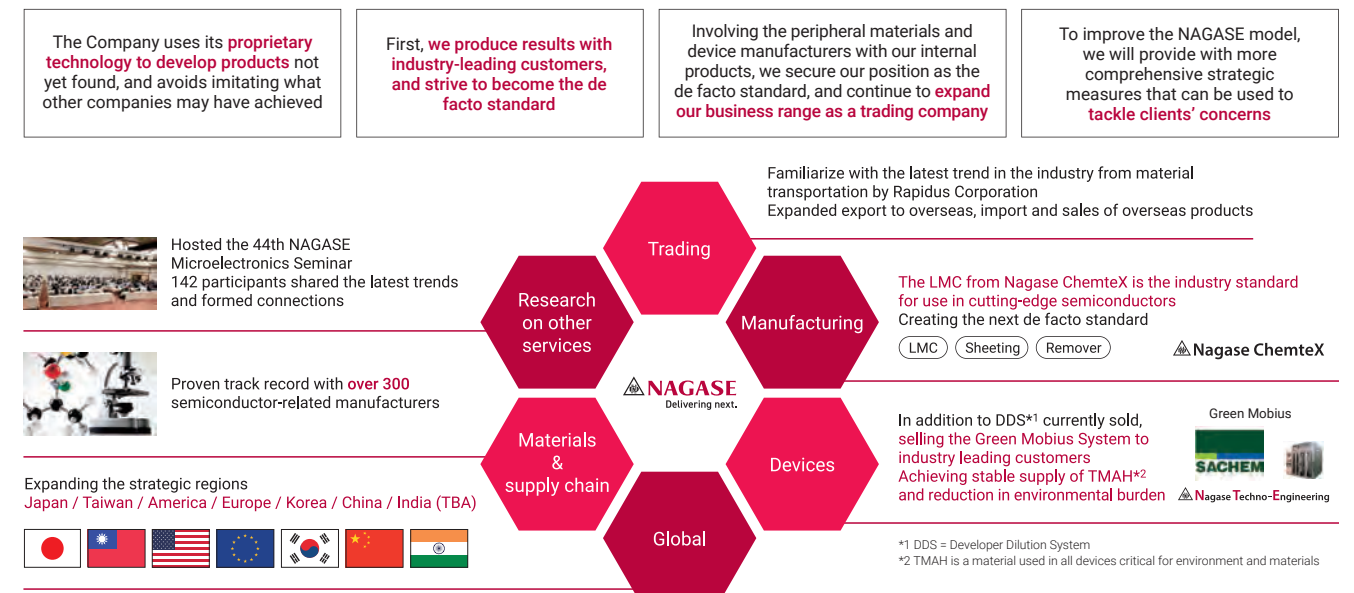 The Company uses its proprietary
technology to develop products not
yet found, and avoids imitating what
other companies may have achieved
First, we produce results with
industry-leading customers,
and strive to become the de
facto standard
Involving the peripheral materials and
device manufacturers with our internal
products, we secure our position as the
de facto standard, and continue to expand
our business range as a trading company
To improve the NAGASE model,
we will provide with more
comprehensive strategic
measures that can be used to
tackle clients' concerns
Familiarize with the latest trend in the industry from material
transportation by Rapidus Corporation
Expanded export to overseas, import and sales of overseas products
Trading
Hosted the 44th NAGASE
Microelectronics Seminar
142 participants shared the latest trends
and formed connections
Research
on other
services
Manufacturing
The LMC from Nagase ChemteX is the industry standard
for use in cutting-edge semiconductors
Creating the next de facto standard
LMC
Sheeting
Remover
Nagase ChemteX
Proven track record with over 300
semiconductor-related manufacturers
NAGASE
Delivering next.
Materials
&
supply chain
Devices
In addition to DDS*1 currently sold,
selling the Green Mobius System to
industry leading customers
Achieving stable supply of TMAH*2
and reduction in environmental burden
Green Mobius
SACHEM
Nagase Techno-Engineering
Expanding the strategic regions
Japan / Taiwan / America / Europe / Korea / China / India (TBA)
Global
*1 DDS = Developer Dilution System
*2 TMAH is a material used in all devices critical for environment and materials